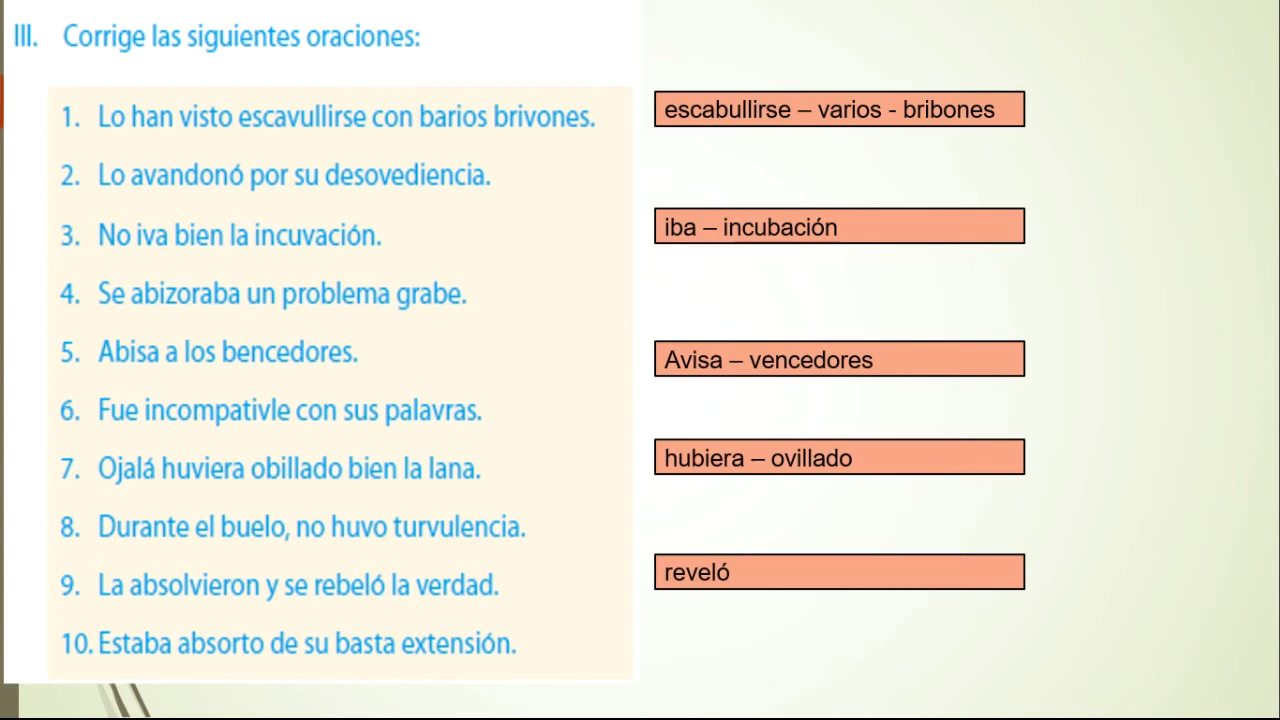 III. Corrige las siguientes oraciones:
1. Lo han visto escavullirse con barios brivones.
escabullirse – varios - bribones
2. Lo avandonó por su desovediencia.
3. No iva bien la incuvación.
iba – incubación
4. Se abizoraba un problema grabe.
5. Abisa a los bencedores.
Avisa – vencedores
6. Fue incompativle con sus palavras.
7. Ojalá huviera obillado bien la lana.
hubiera – ovillado
8. Durante el buelo, no huvo turvulencia.
9. La absolvieron y se rebeló la verdad.
reveló
10. Estaba absorto de su basta extensión.